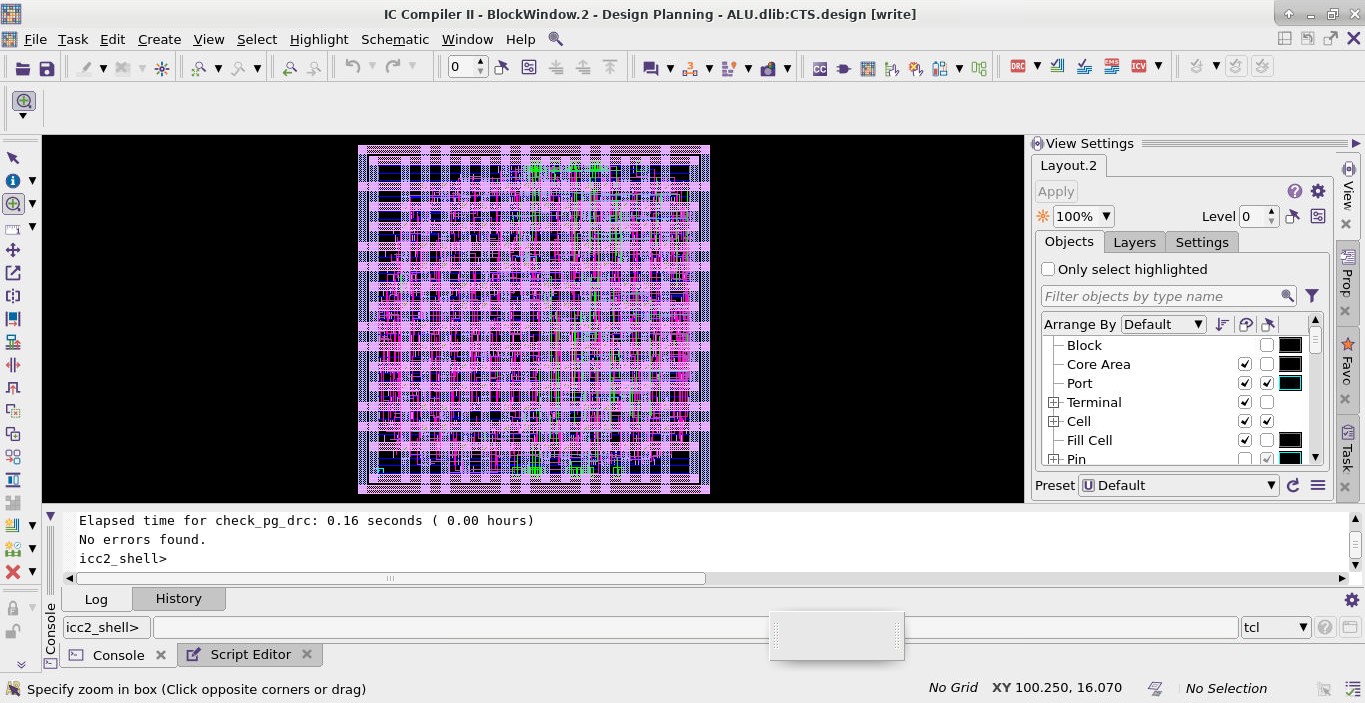 IC Compiler II - BlockWindow.2 - Design Planning - ALU.dlib:CTS.design [write]
File Task Edit Create View Select Highlight Schematic Window Help
0
CC
DRC
EMS
ICV
View Settings
Layout.2
Apply
100%
Level 0
Objects Layers Settings
Only select highlighted
Filter objects by type name
Arrange By Default
Block
Core Area
Port
Terminal
Cell
Fill Cell
Pin
Preset U Default
View
Prop
Favo
Task
Elapsed time for check_pg_drc: 0.16 seconds ( 0.00 hours)
No errors found.
icc2_shell>
Log History
Console
icc2_shell>
tcl
Console Script Editor
Specify zoom in box (Click opposite corners or drag)
No Grid XY 100.250, 16.070 No Selection